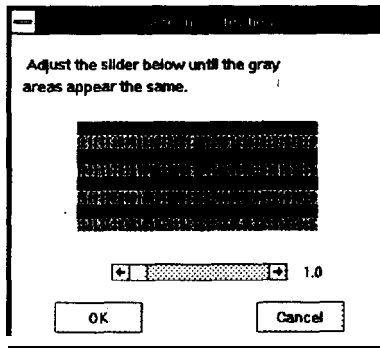 Adjust the slider below until the gray
areas appear the same.
1.0
OK
Cancel